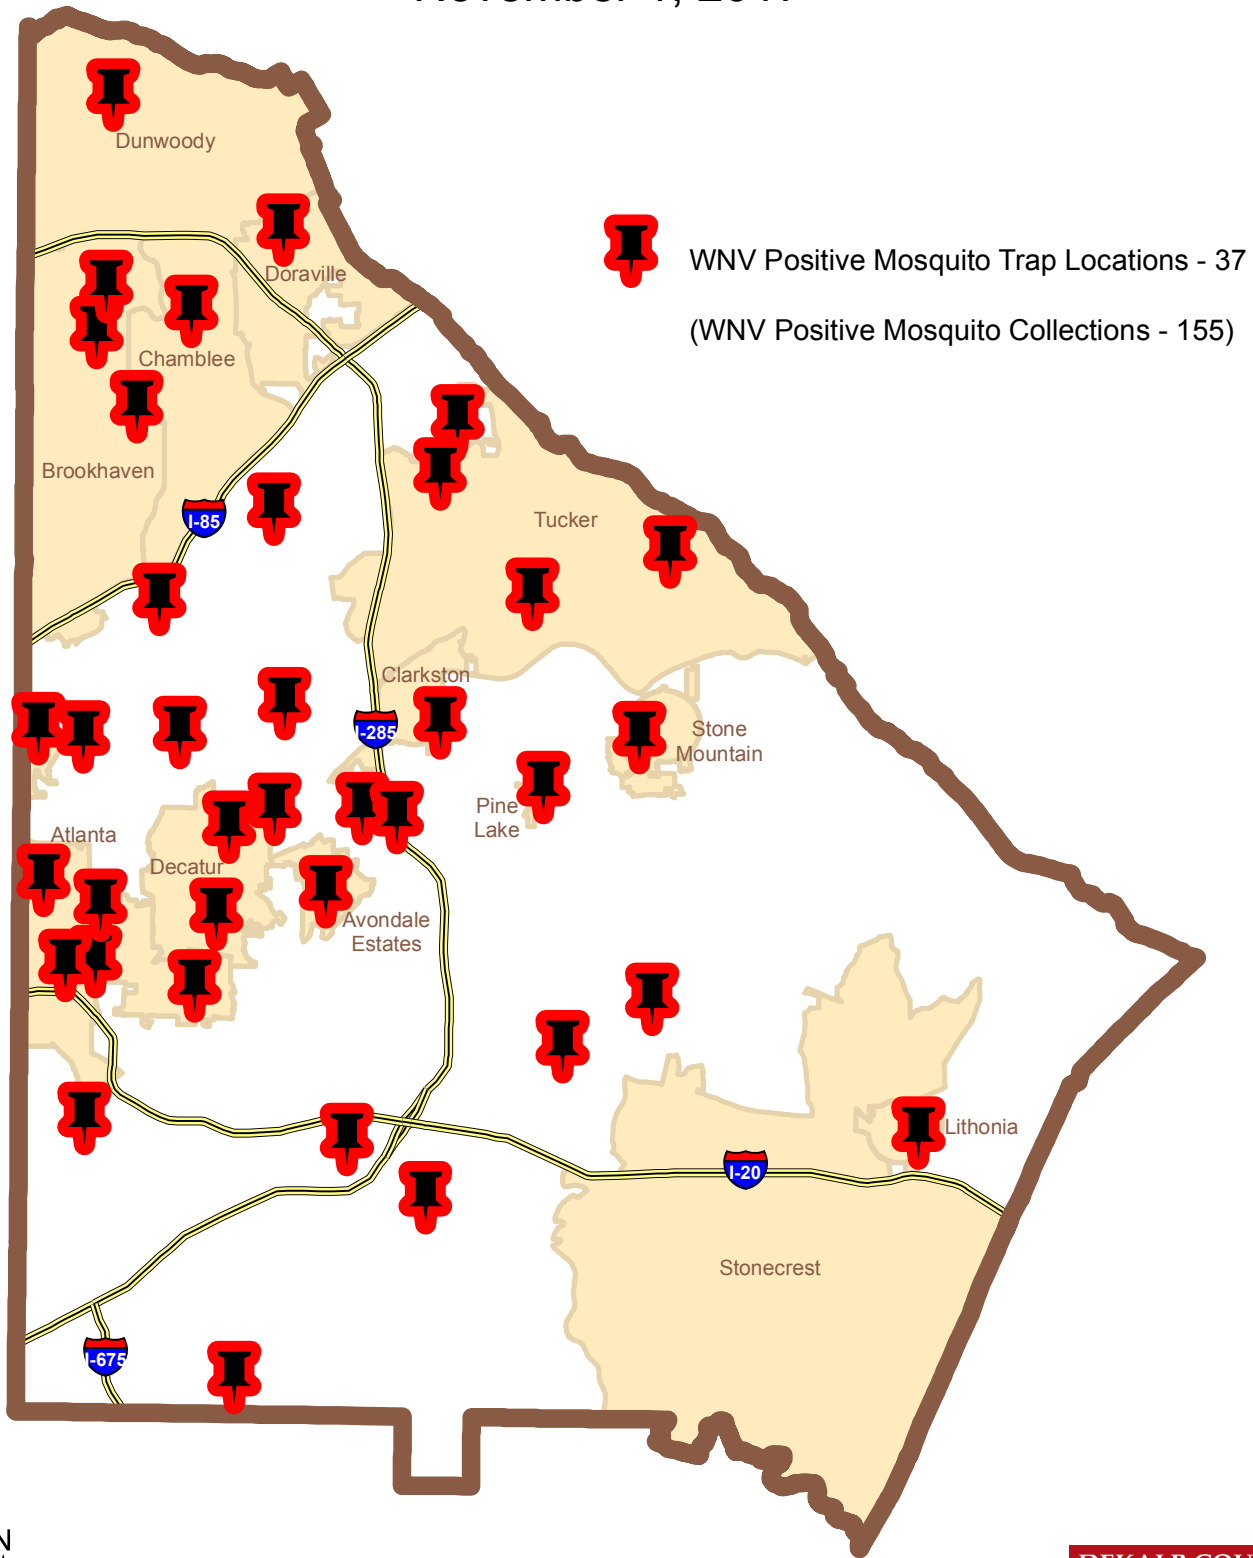 Dunwoody
Doraville
WNV Positive Mosquito Trap Locations - 37
(WNV Positive Mosquito Collections - 155)
Chamblee
Brookhaven
I-85
Tucker
Clarkston
I-285
Stone
Mountain
Pine
Lake
Atlanta
Decatur
Avondale
Estates
Lithonia
I-20
Stonecrest
I-675
N